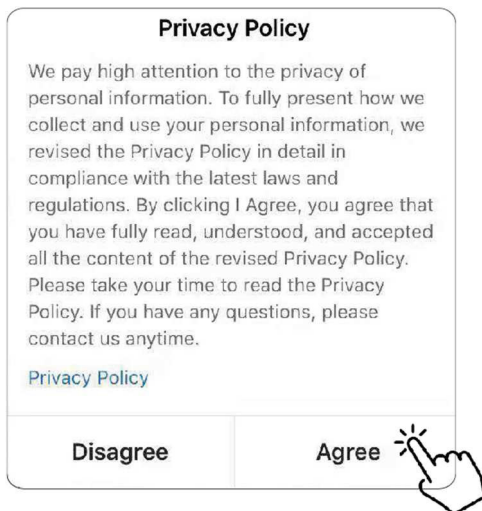 Privacy Policy
We pay high attention to the privacy of
personal information. To fully present how we
collect and use your personal information, we
revised the Privacy Policy in detail in
compliance with the latest laws and
regulations. By clicking I Agree, you agree that
you have fully read, understood, and accepted
all the content of the revised Privacy Policy.
Please take your time to read the Privacy
Policy. If you have any questions, please
contact us anytime.
Privacy Policy
Disagree
Agree